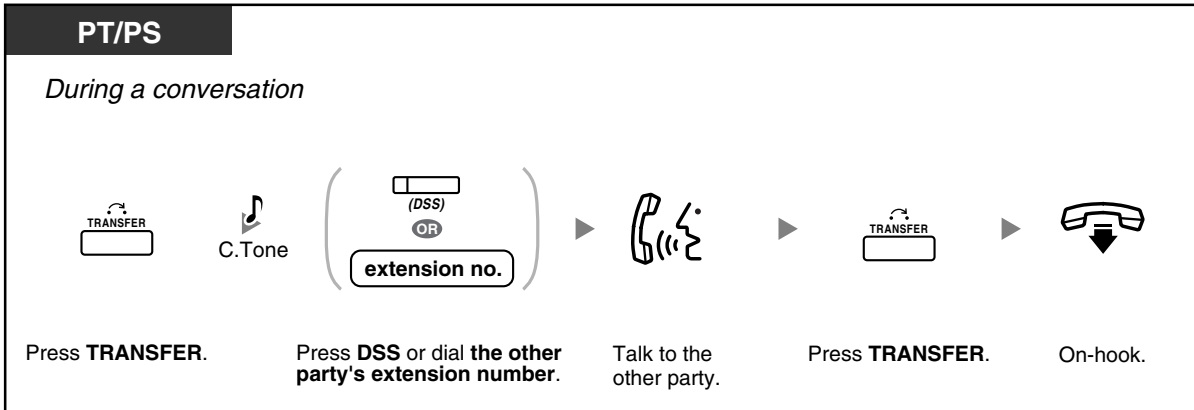 PT/PS
During a conversation
TRANSFER
C.Tone
(DSS)
OR
extension no.
TRANSFER
Press TRANSFER.
Press DSS or dial the other
party's extension number.
Talk to the
other party.
Press TRANSFER.
On-hook.